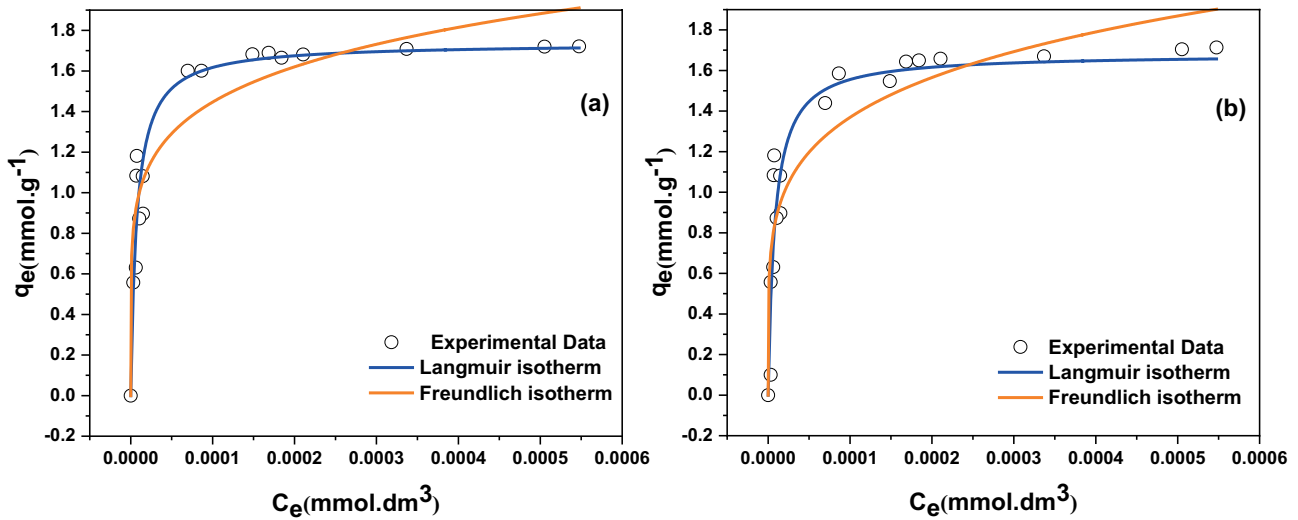 1.8
1.6
1.4
1.2
1.0
0.8
0.6
0.4
0.2
0.0
-0.2
qe(mmol.g-1)
(a)
Experimental Data
Langmuir isotherm
Freundlich isotherm
0.0000 0.0001 0.0002 0.0003 0.0004 0.0005 0.0006
Ce(mmol.dm3)
1.8
1.6
1.4
1.2
1.0
0.8
0.6
0.4
0.2
0.0
-0.2
qe(mmol.g-1)
(b)
Experimental Data
Langmuir isotherm
Freundlich isotherm
0.0000 0.0001 0.0002 0.0003 0.0004 0.0005 0.0006
Ce(mmol.dm3)